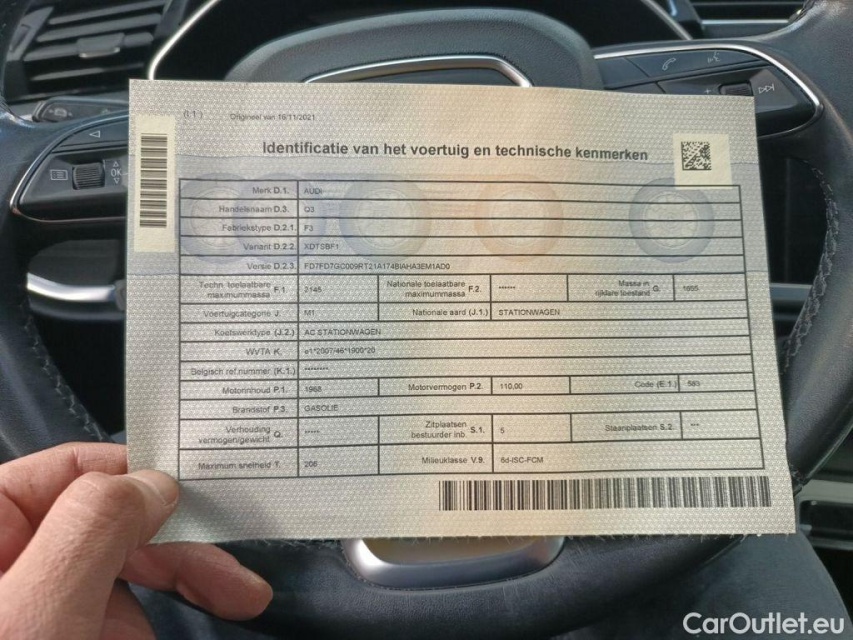 (L1) Origineel van 16/11/2021
Identificatie van het voertuig en technische kenmerken
Merk D.1. AUDI
Handelsnaam D.3. Q3
Fabriekstype D.2.1. F3
Variant D.2.2. XDTSBF1
Versie D.2.3. FD7FD7GC009RT21A174BIAHA3EM1AD0
Techn. toelaatbare maximummassa F.1. 2145 Nationale toelaatbare maximummassa F.2. ------ Massa in rijklare toestand G. 1665
Voertuigcategorie J. M1 Nationale aard (J.1.) STATIONWAGEN
Koetswerktype (J.2.) AC STATIONWAGEN
WVTA K. e1*2007/46*1900*20
Belgisch ref.nummer (K.1.) --------
Motorinhoud P.1. 1968 Motorvermogen P.2. 110,00 Code (E.1.) 583
Brandstof P.3. GASOLIE
Verhouding vermogen/gewicht Q. ----- Zitplaatsen bestuurder inb. S.1. 5 Staanplaatsen S.2. ---
Maximum snelheid T. 206 Milieuklasse V.9. 6d-ISC-FCM
OK
CarOutlet.eu